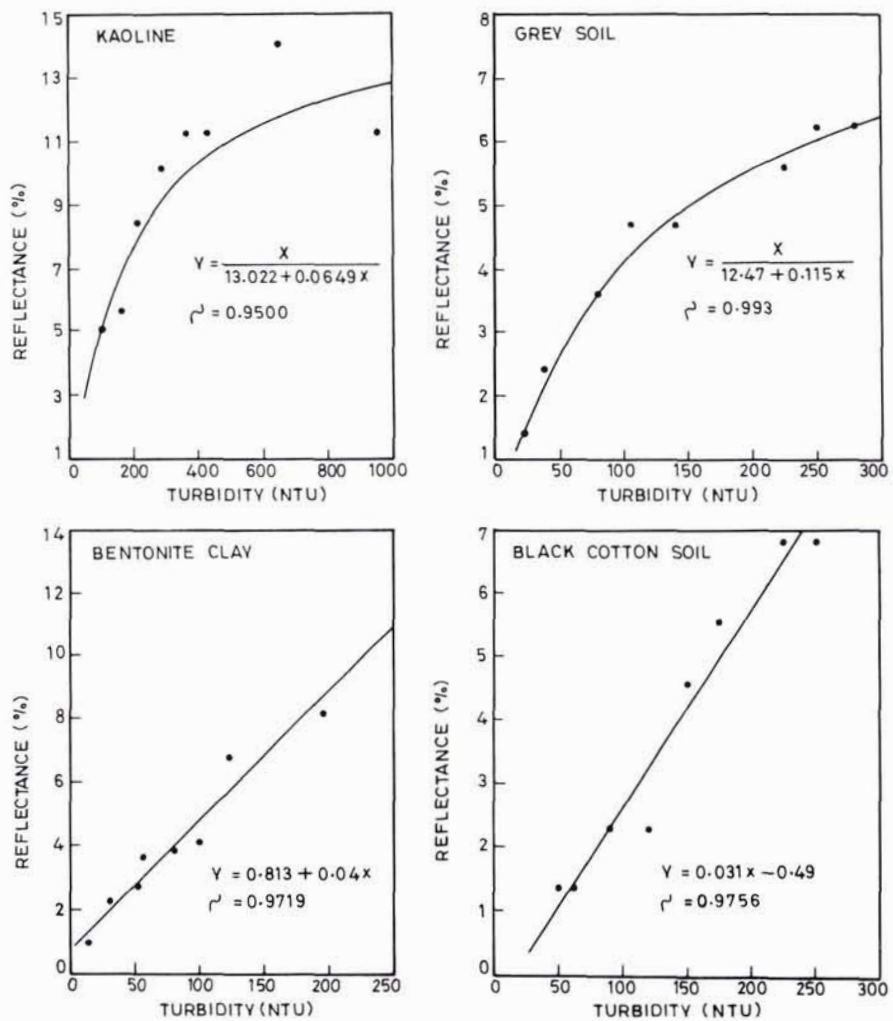 KAOLINE
REFLECTANCE (%)
15
13
11
9
7
5
3
1
Y = X / 13.022 + 0.0649x
r = 0.9500
0 200 400 600 800 1000
TURBIDITY (NTU)
GREY SOIL
REFLECTANCE (%)
8
7
6
5
4
3
2
1
Y = X / 12.47 + 0.115x
r = 0.993
0 50 100 150 200 250 300
TURBIDITY (NTU)
BENTONITE CLAY
REFLECTANCE (%)
14
12
10
8
6
4
2
0
Y = 0.813 + 0.04x
r = 0.9719
0 50 100 150 200 250
TURBIDITY (NTU)
BLACK COTTON SOIL
REFLECTANCE (%)
7
6
5
4
3
2
1
0
Y = 0.031x - 0.49
r = 0.9756
50 100 150 200 250 300
TURBIDITY (NTU)